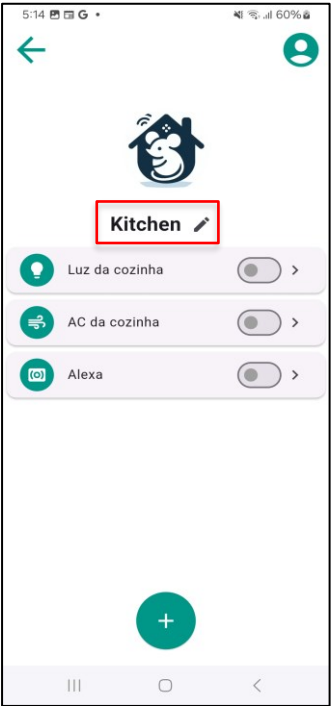 5:14 G • 60%
Kitchen
Luz da cozinha
AC da cozinha
Alexa